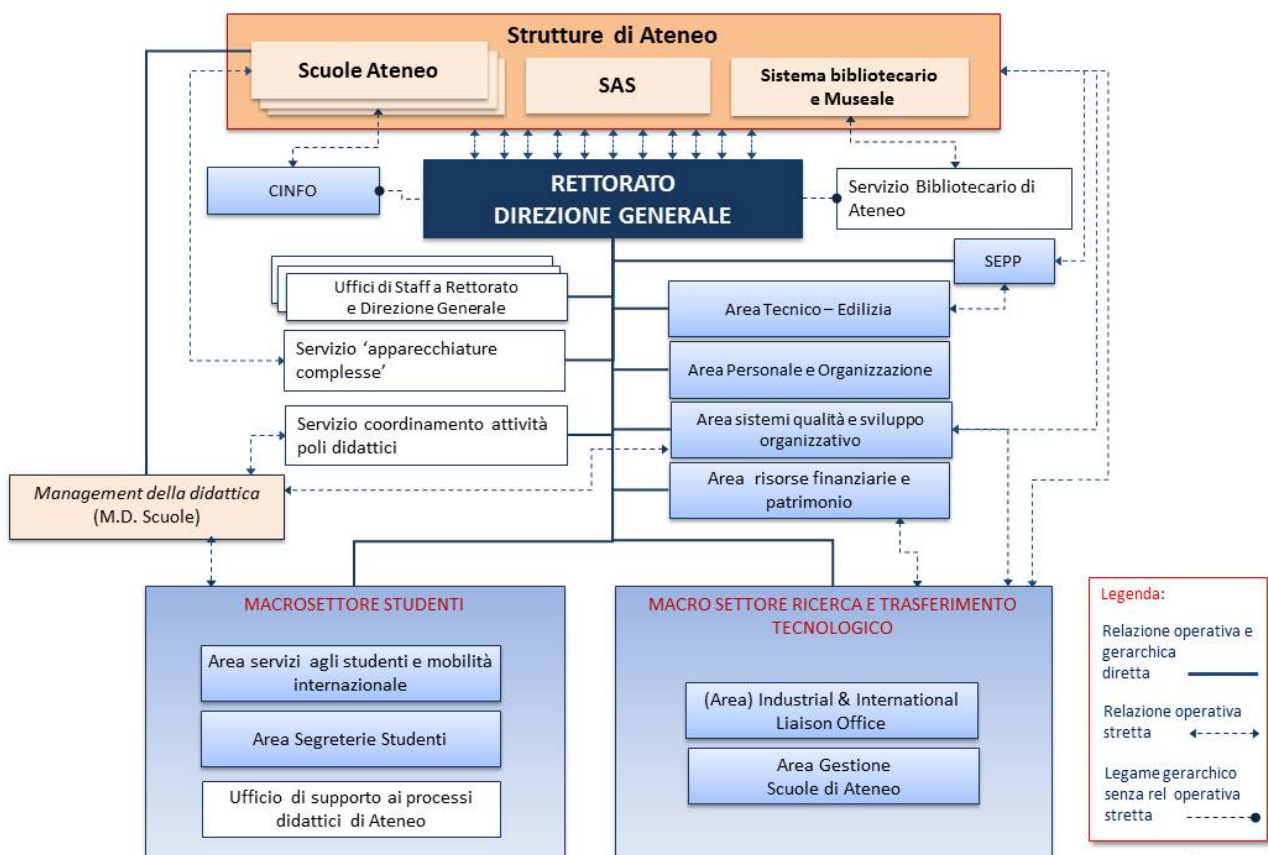 Strutture di Ateneo
Scuole Ateneo
SAS
Sistema bibliotecario
e Museale
CINFO
RETTORATO
DIREZIONE GENERALE
Servizio Bibliotecario di
Ateneo
SEPP
Uffici di Staff a Rettorato
e Direzione Generale
Area Tecnico – Edilizia
Servizio ‘apparecchiature
complesse’
Area Personale e Organizzazione
Servizio coordinamento attività
poli didattici
Area sistemi qualità e sviluppo
organizzativo
Management della didattica
(M.D. Scuole)
Area risorse finanziarie e
patrimonio
MACROSETTORE STUDENTI
Area servizi agli studenti e mobilità
internazionale
Area Segreterie Studenti
Ufficio di supporto ai processi
didattici di Ateneo
MACRO SETTORE RICERCA E TRASFERIMENTO
TECNOLOGICO
(Area) Industrial & International
Liaison Office
Area Gestione
Scuole di Ateneo
Legenda:
Relazione operativa e
gerarchica
diretta
Relazione operativa
stretta
Legame gerarchico
senza rel operativa
stretta